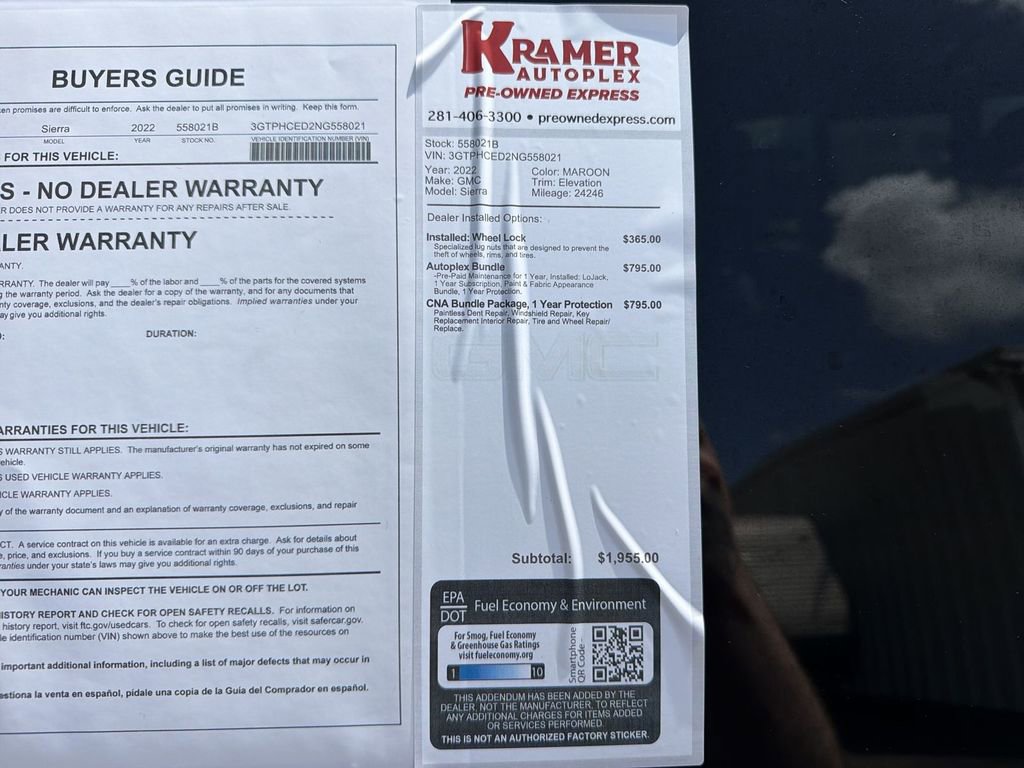 BUYERS GUIDE
en promises are difficult to enforce. Ask the dealer to put all promises in writing. Keep this form.
Sierra 2022 558021B 3GTPHCED2NG558021
MODEL YEAR STOCK NO. VEHICLE IDENTIFICATION NUMBER (VIN)
FOR THIS VEHICLE:
S - NO DEALER WARRANTY
R DOES NOT PROVIDE A WARRANTY FOR ANY REPAIRS AFTER SALE.
LER WARRANTY
ANTY.
RRANTY. The dealer will pay ____% of the labor and ____% of the parts for the covered systems
g the warranty period. Ask the dealer for a copy of the warranty, and for any documents that
nty coverage, exclusions, and the dealer's repair obligations. Implied warranties under your
ay give you additional rights.
DURATION:
ARRANTIES FOR THIS VEHICLE:
S WARRANTY STILL APPLIES. The manufacturer's original warranty has not expired on some
ehicle.
S USED VEHICLE WARRANTY APPLIES.
ICLE WARRANTY APPLIES.
y of the warranty document and an explanation of warranty coverage, exclusions, and repair
CT. A service contract on this vehicle is available for an extra charge. Ask for details about
e, price, and exclusions. If you buy a service contract within 90 days of your purchase of this
ranties under your state's laws may give you additional rights.
YOUR MECHANIC CAN INSPECT THE VEHICLE ON OR OFF THE LOT.
ISTORY REPORT AND CHECK FOR OPEN SAFETY RECALLS. For information on
history report, visit ftc.gov/usedcars. To check for open safety recalls, visit safercar.gov.
le identification number (VIN) shown above to make the best use of the resources on
important additional information, including a list of major defects that may occur in
estiona la venta en español, pídale una copia de la Guía del Comprador en español.
KRAMER
AUTOPLEX
PRE-OWNED EXPRESS
281-406-3300 • preownedexpress.com
Stock: 558021B
VIN: 3GTPHCED2NG558021
Year: 2022 Color: MAROON
Make: GMC Trim: Elevation
Model: Sierra Mileage: 24246
Dealer Installed Options:
Installed: Wheel Lock $365.00
Specialized lug nuts that are designed to prevent the
theft of wheels, rims, and tires.
Autoplex Bundle $795.00
-Pre-Paid Maintenance for 1 Year, Installed: LoJack,
1 Year Subscription, Paint & Fabric Appearance
Bundle, 1 Year Protection.
CNA Bundle Package, 1 Year Protection $795.00
Paintless Dent Repair, Windshield Repair, Key
Replacement Interior Repair, Tire and Wheel Repair/
Replace.
GMC
Subtotal: $1,955.00
EPA
DOT
Fuel Economy & Environment
For Smog, Fuel Economy
& Greenhouse Gas Ratings
visit fueleconomy.org
1 10
Smartphone
QR Code -
THIS ADDENDUM HAS BEEN ADDED BY THE
DEALER, NOT THE MANUFACTURER, TO REFLECT
ANY ADDITIONAL CHARGES FOR ITEMS ADDED
OR SERVICES PERFORMED.
THIS IS NOT AN AUTHORIZED FACTORY STICKER.